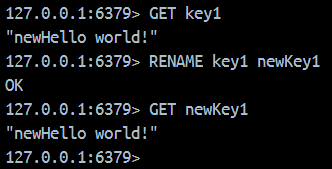 127.0.0.1:6379> GET key1
"newHello world!"
127.0.0.1:6379> RENAME key1 newKey1
OK
127.0.0.1:6379> GET newKey1
"newHello world!"
127.0.0.1:6379>